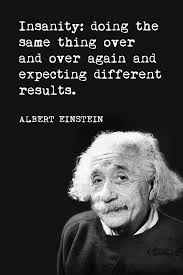 Insanity: doing the
same thing over
and over again and
expecting different
results.
ALBERT EINSTEIN